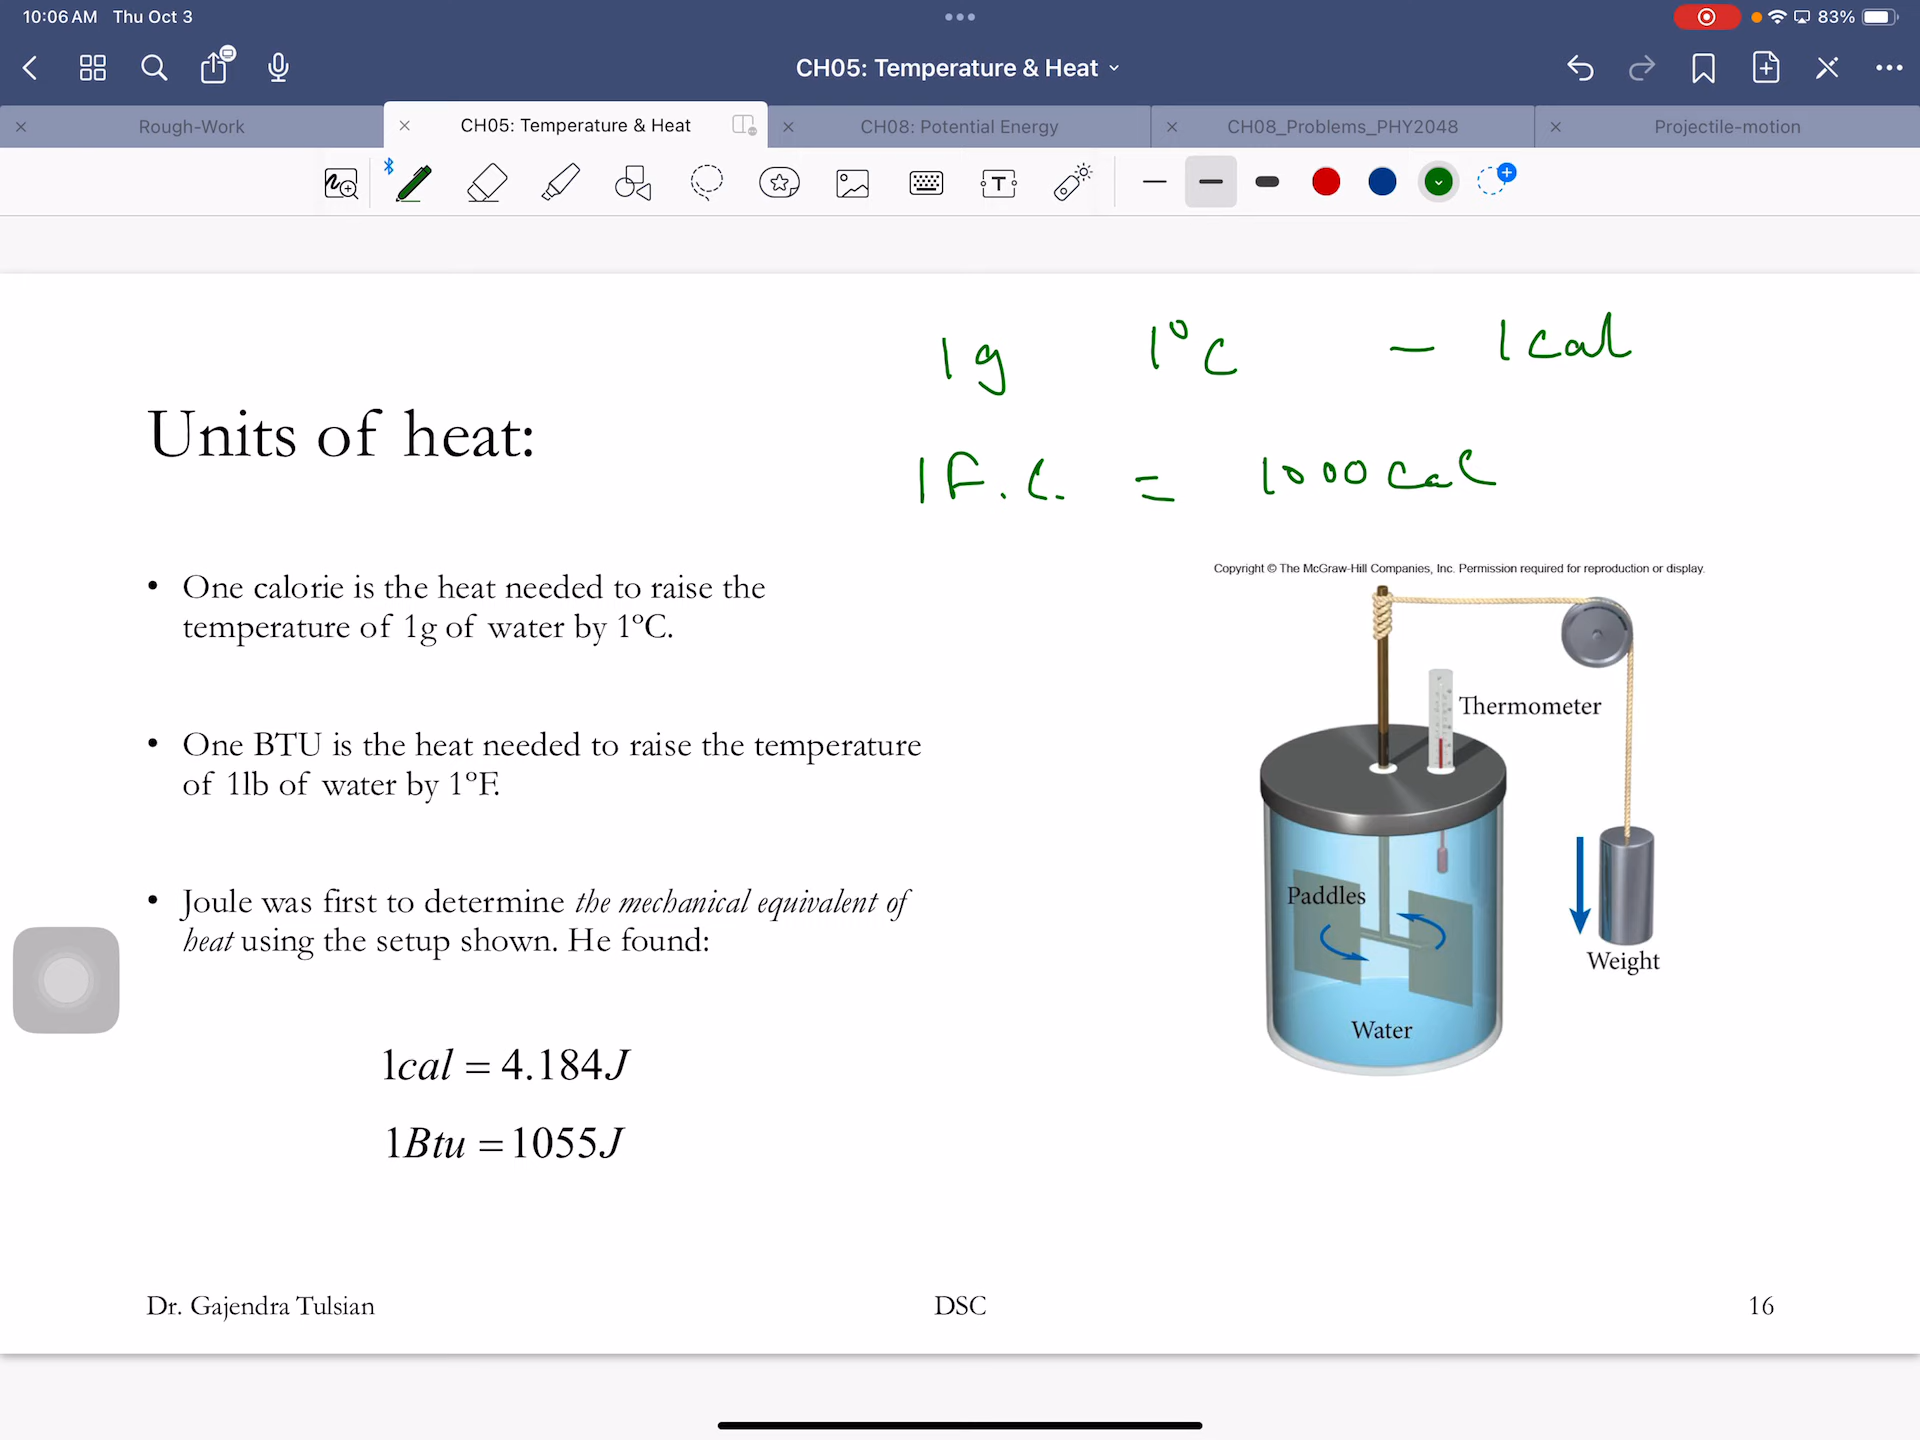 10:06 AM Thu Oct 3
83%
CH05: Temperature & Heat
Rough-Work
CH05: Temperature & Heat
CH08: Potential Energy
CH08_Problems_PHY2048
Projectile-motion
1g 1°C - 1cal
1 F.C. = 1000 cal
Units of heat:
• One calorie is the heat needed to raise the
temperature of 1g of water by 1°C.
• One BTU is the heat needed to raise the temperature
of 1lb of water by 1°F.
• Joule was first to determine the mechanical equivalent of
heat using the setup shown. He found:
1cal = 4.184J
1Btu = 1055J
Copyright © The McGraw-Hill Companies, Inc. Permission required for reproduction or display.
Thermometer
Paddles
Weight
Water
Dr. Gajendra Tulsian
DSC
16